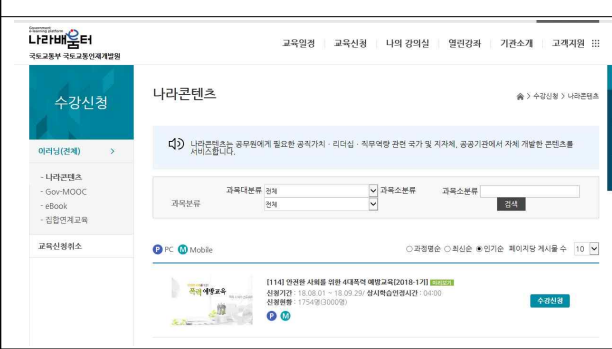 Government
e-learning platform
나라배움터
국토교통부 국토교통인재개발원
교육일정 교육신청 나의 강의실 열린강좌 기관소개 고객지원
수강신청
나라콘텐츠
수강신청 > 나라콘텐츠
이러닝(전체) >
- 나라콘텐츠
- Gov-MOOC
- eBook
- 집합연계교육
교육신청취소
나라콘텐츠는 공무원에게 필요한 공직가치 · 리더십 · 직무역량 관련 국가 및 지자체, 공공기관에서 자체 개발한 콘텐츠를
서비스합니다.
과목분류
과목대분류 전체 과목소분류 과목소분류
전체 검색
P PC M Mobile
과정명순 최신순 인기순 페이지당 게시물 수 10
폭력예방교육
[114] 안전한 사회를 위한 4대폭력 예방교육[2018-1기]
신청기간 : 18.08.01 ~ 18.09.29/ 상시학습인정시간 : 04:00
신청현황 : 1754명(3000명)
P M
수강신청